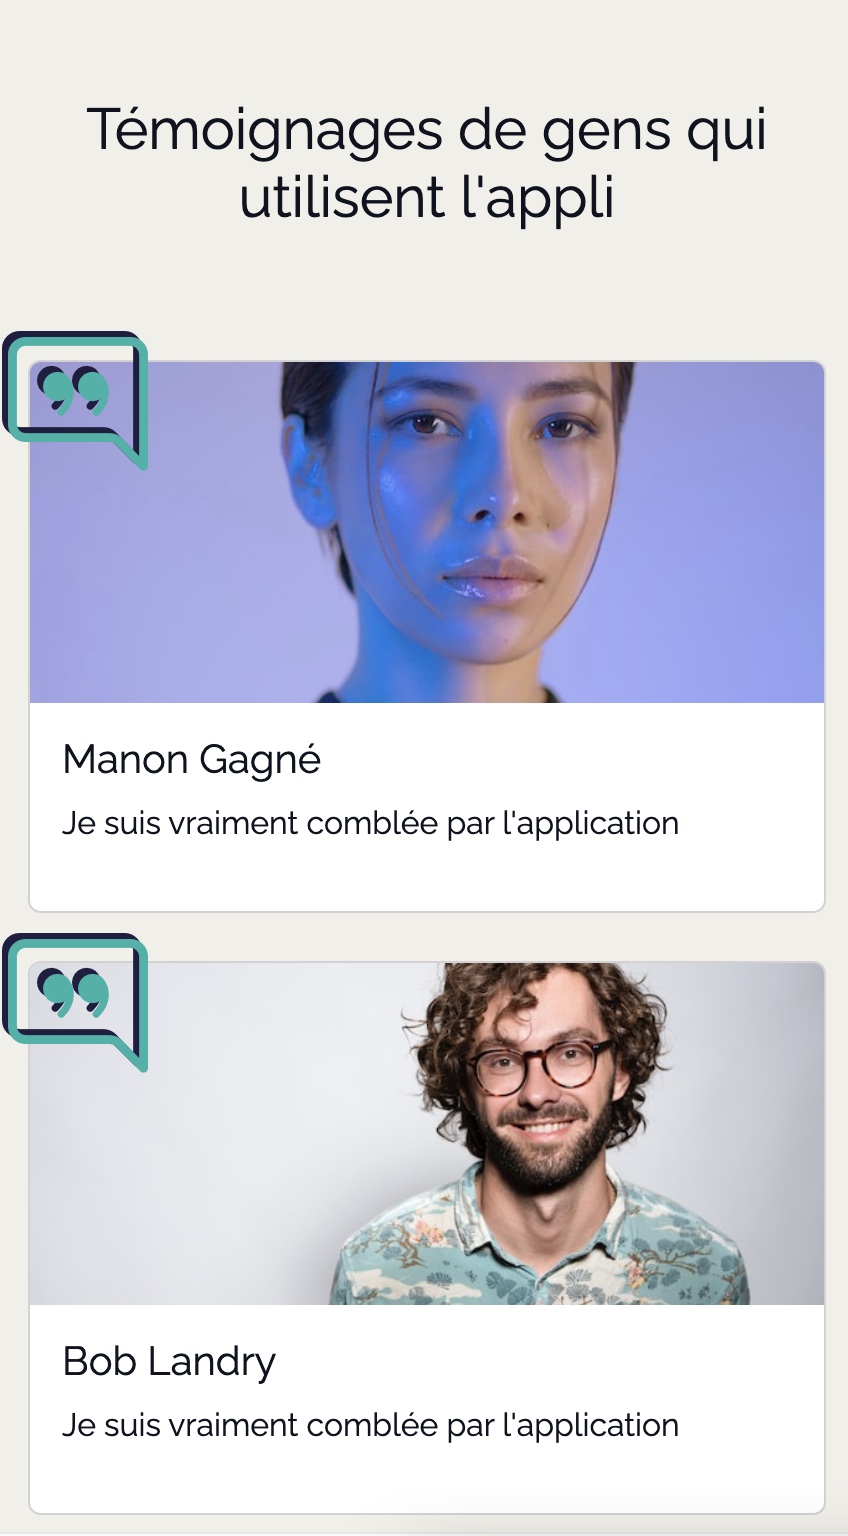 Témoignages de gens qui
utilisent l'appli
Manon Gagné
Je suis vraiment comblée par l'application
Bob Landry
Je suis vraiment comblée par l'application